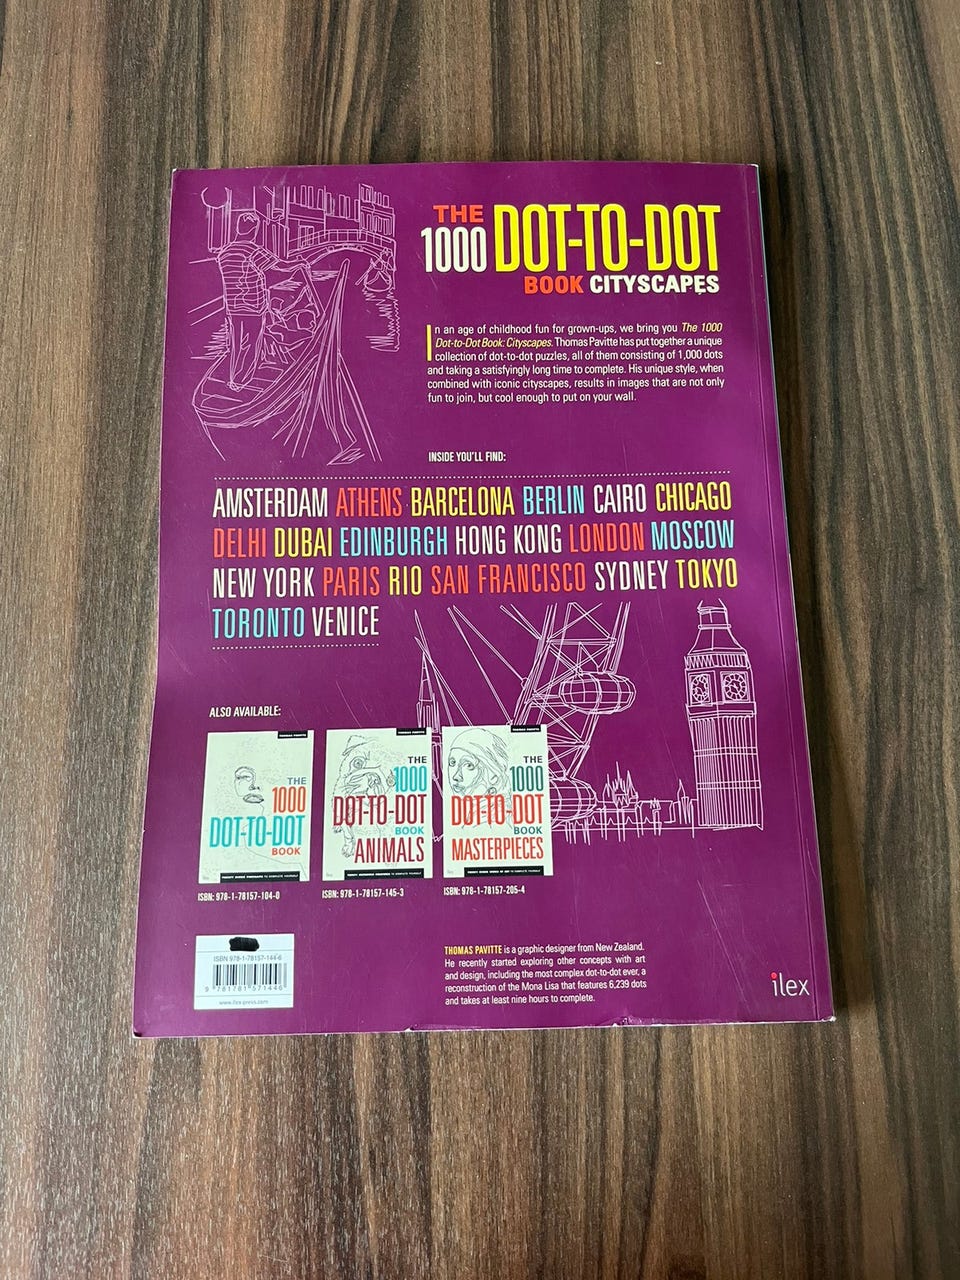 THE
1000 DOT-TO-DOT
BOOK CITYSCAPES
In an age of childhood fun for grown-ups, we bring you The 1000
Dot-to-Dot Book: Cityscapes. Thomas Pavitte has put together a unique
collection of dot-to-dot puzzles, all of them consisting of 1,000 dots
and taking a satisfyingly long time to complete. His unique style, when
combined with iconic cityscapes, results in images that are not only
fun to join, but cool enough to put on your wall.
INSIDE YOU'LL FIND:
AMSTERDAM ATHENS BARCELONA BERLIN CAIRO CHICAGO
DELHI DUBAI EDINBURGH HONG KONG LONDON MOSCOW
NEW YORK PARIS RIO SAN FRANCISCO SYDNEY TOKYO
TORONTO VENICE
ALSO AVAILABLE:
THOMAS PAVITTE
THE
1000
DOT-TO-DOT
BOOK
ISBN: 978-1-78157-104-0
THOMAS PAVITTE
THE
1000
DOT-TO-DOT
BOOK
ANIMALS
ISBN: 978-1-78157-145-3
THOMAS PAVITTE
THE
1000
DOT-TO-DOT
BOOK
MASTERPIECES
ISBN: 978-1-78157-205-4
ISBN 978-1-78157-144-6
9 781781 571446
www.ilex-press.com
THOMAS PAVITTE is a graphic designer from New Zealand.
He recently started exploring other concepts with art
and design, including the most complex dot-to-dot ever, a
reconstruction of the Mona Lisa that features 6,239 dots
and takes at least nine hours to complete.
ilex